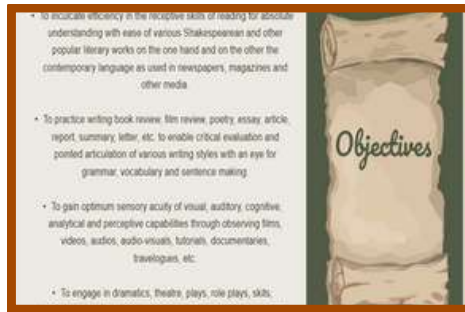 • To inculcate efficiency in the receptive skills of reading for absolute
understanding with ease of various Shakespearean and other
popular literary works on the one hand and on the other the
contemporary language as used in newspapers, magazines and
other media.
• To practice writing book review, film review, poetry, essay, article,
report, summary, letter, etc. to enable critical evaluation and
pointed articulation of various writing styles with an eye for
grammar, vocabulary and sentence making.
• To gain optimum sensory acuity of visual, auditory, cognitive,
analytical and perceptive capabilities through observing films,
videos, audios, audio-visuals, tutorials, documentaries,
travelogues, etc.
• To engage in dramatics, theatre, plays, role plays, skits,
Objectives